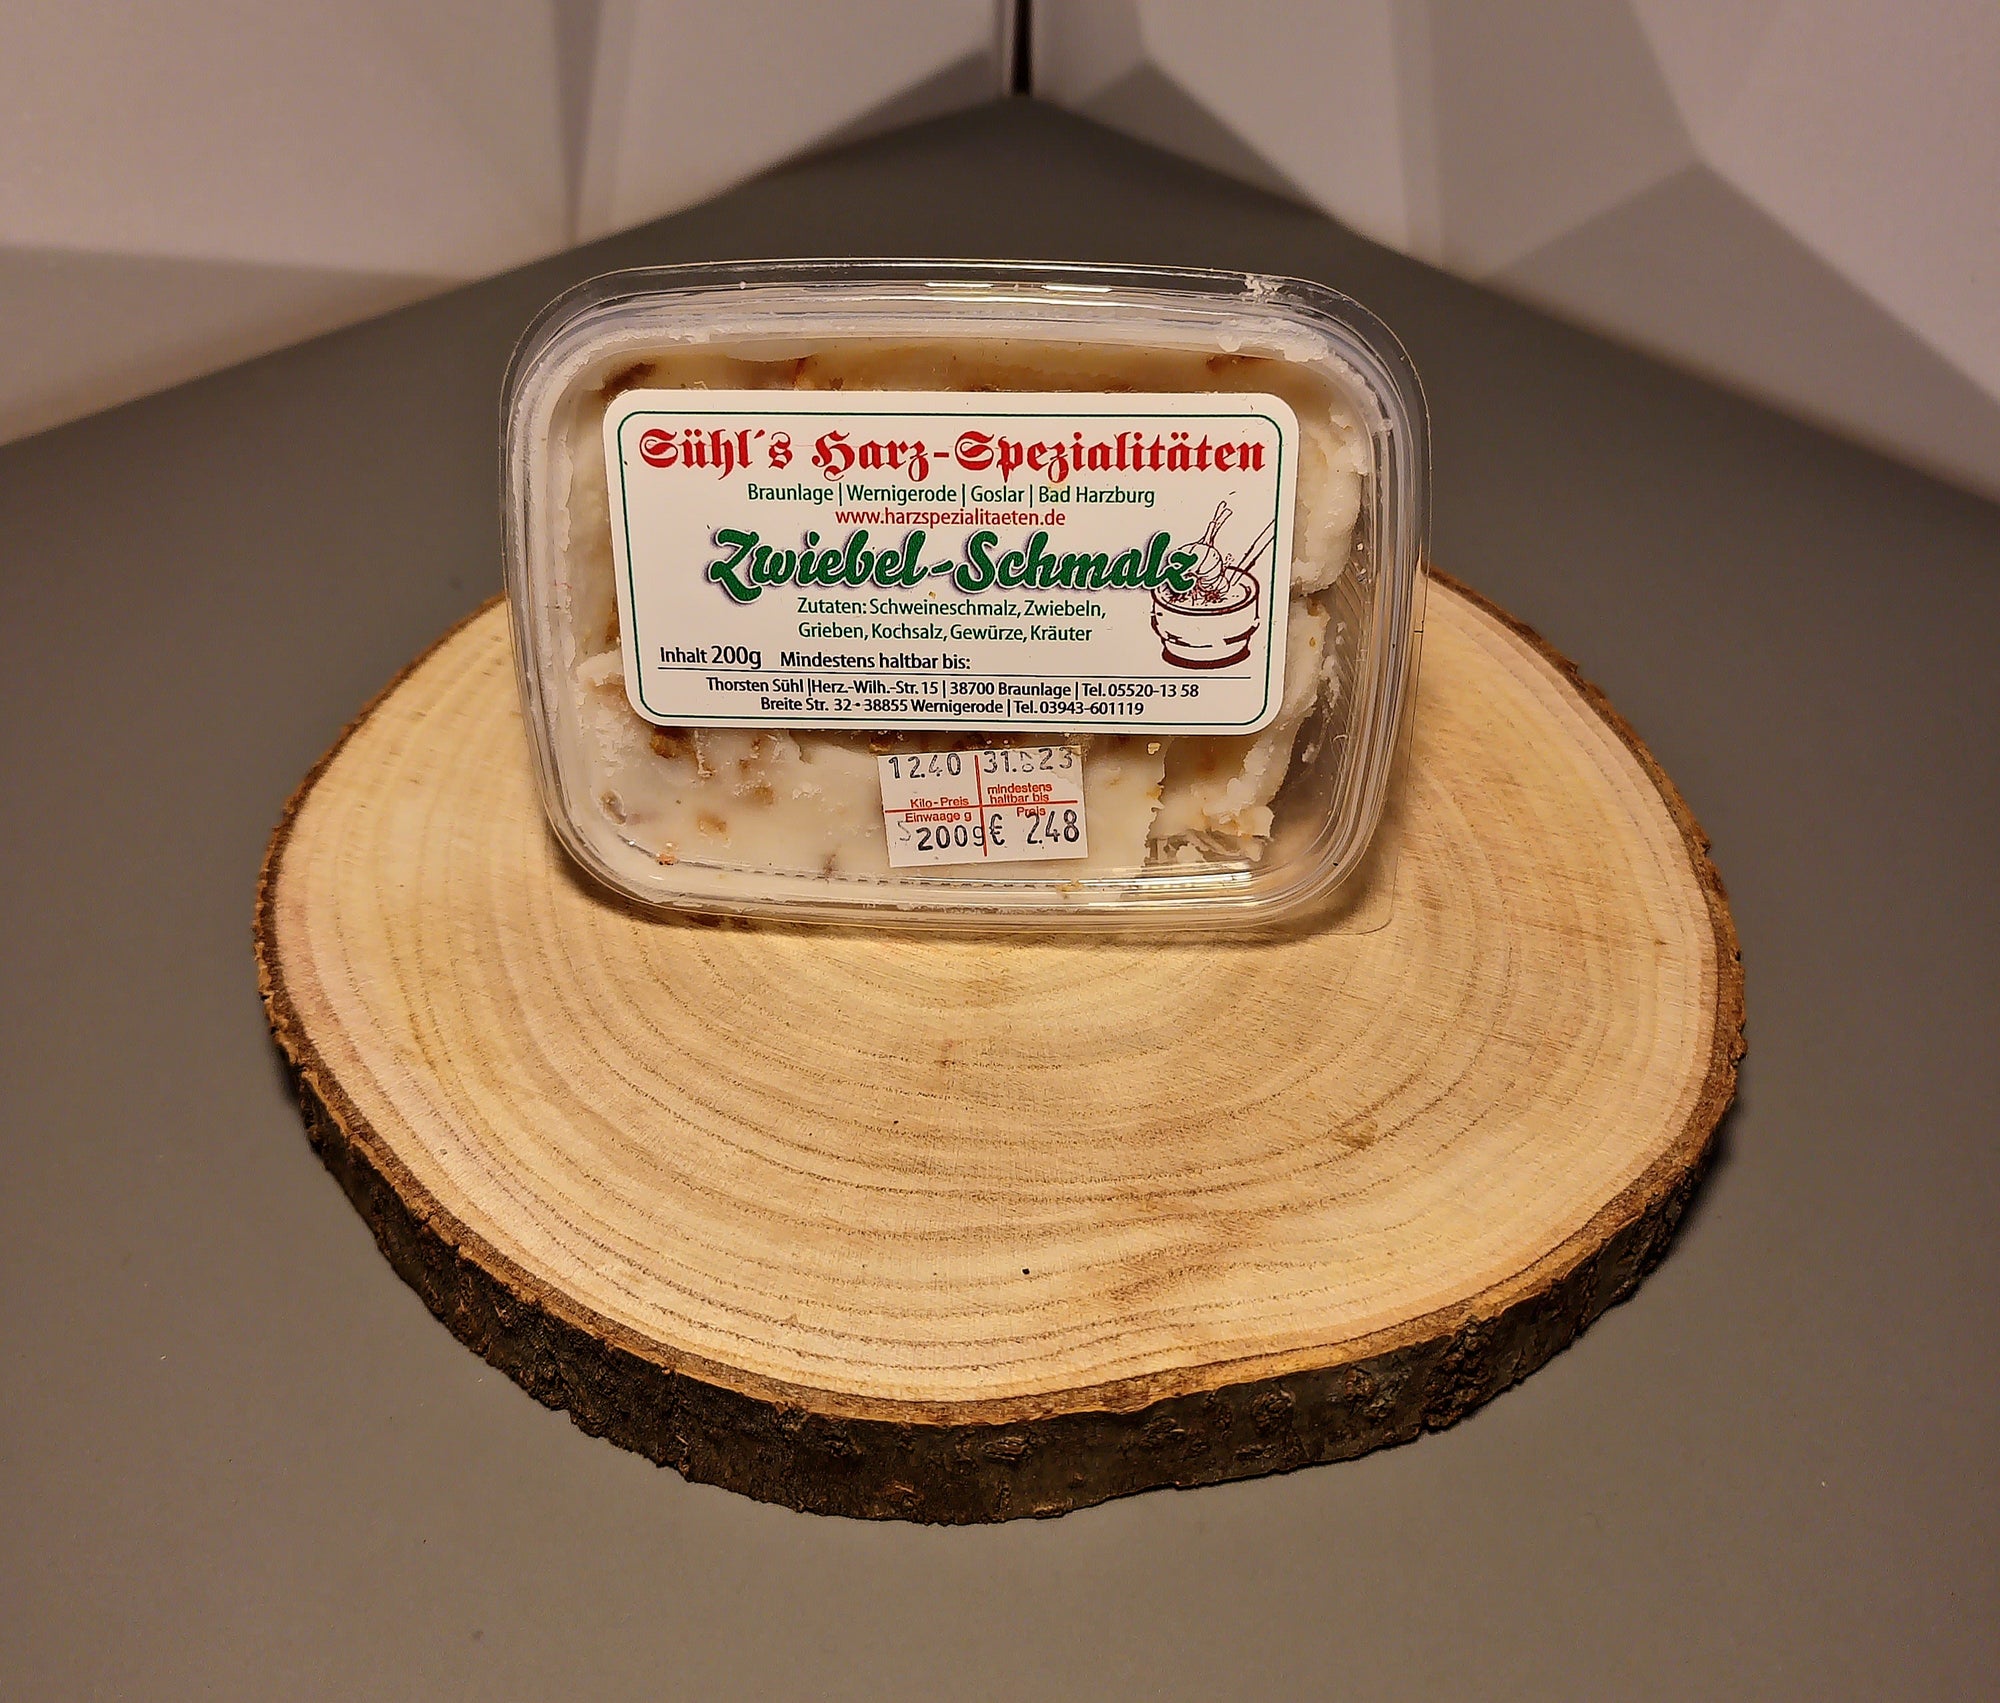 Sühl´s Harz-Spezialitäten
Braunlage | Wernigerode | Goslar | Bad Harzburg
www.harzspezialitaeten.de
Zwiebel-Schmalz
Zutaten: Schweineschmalz, Zwiebeln,
Grieben, Kochsalz, Gewürze, Kräuter
Inhalt 200g Mindestens haltbar bis:
Thorsten Sühl |Herz.-Wilh.-Str. 15 | 38700 Braunlage | Tel. 05520-13 58
Breite Str. 32 • 38855 Wernigerode | Tel. 03943-601119
12.40
Kilo-Preis mindestens
haltbar bis
Einwaage g Preis
200g € 2.48